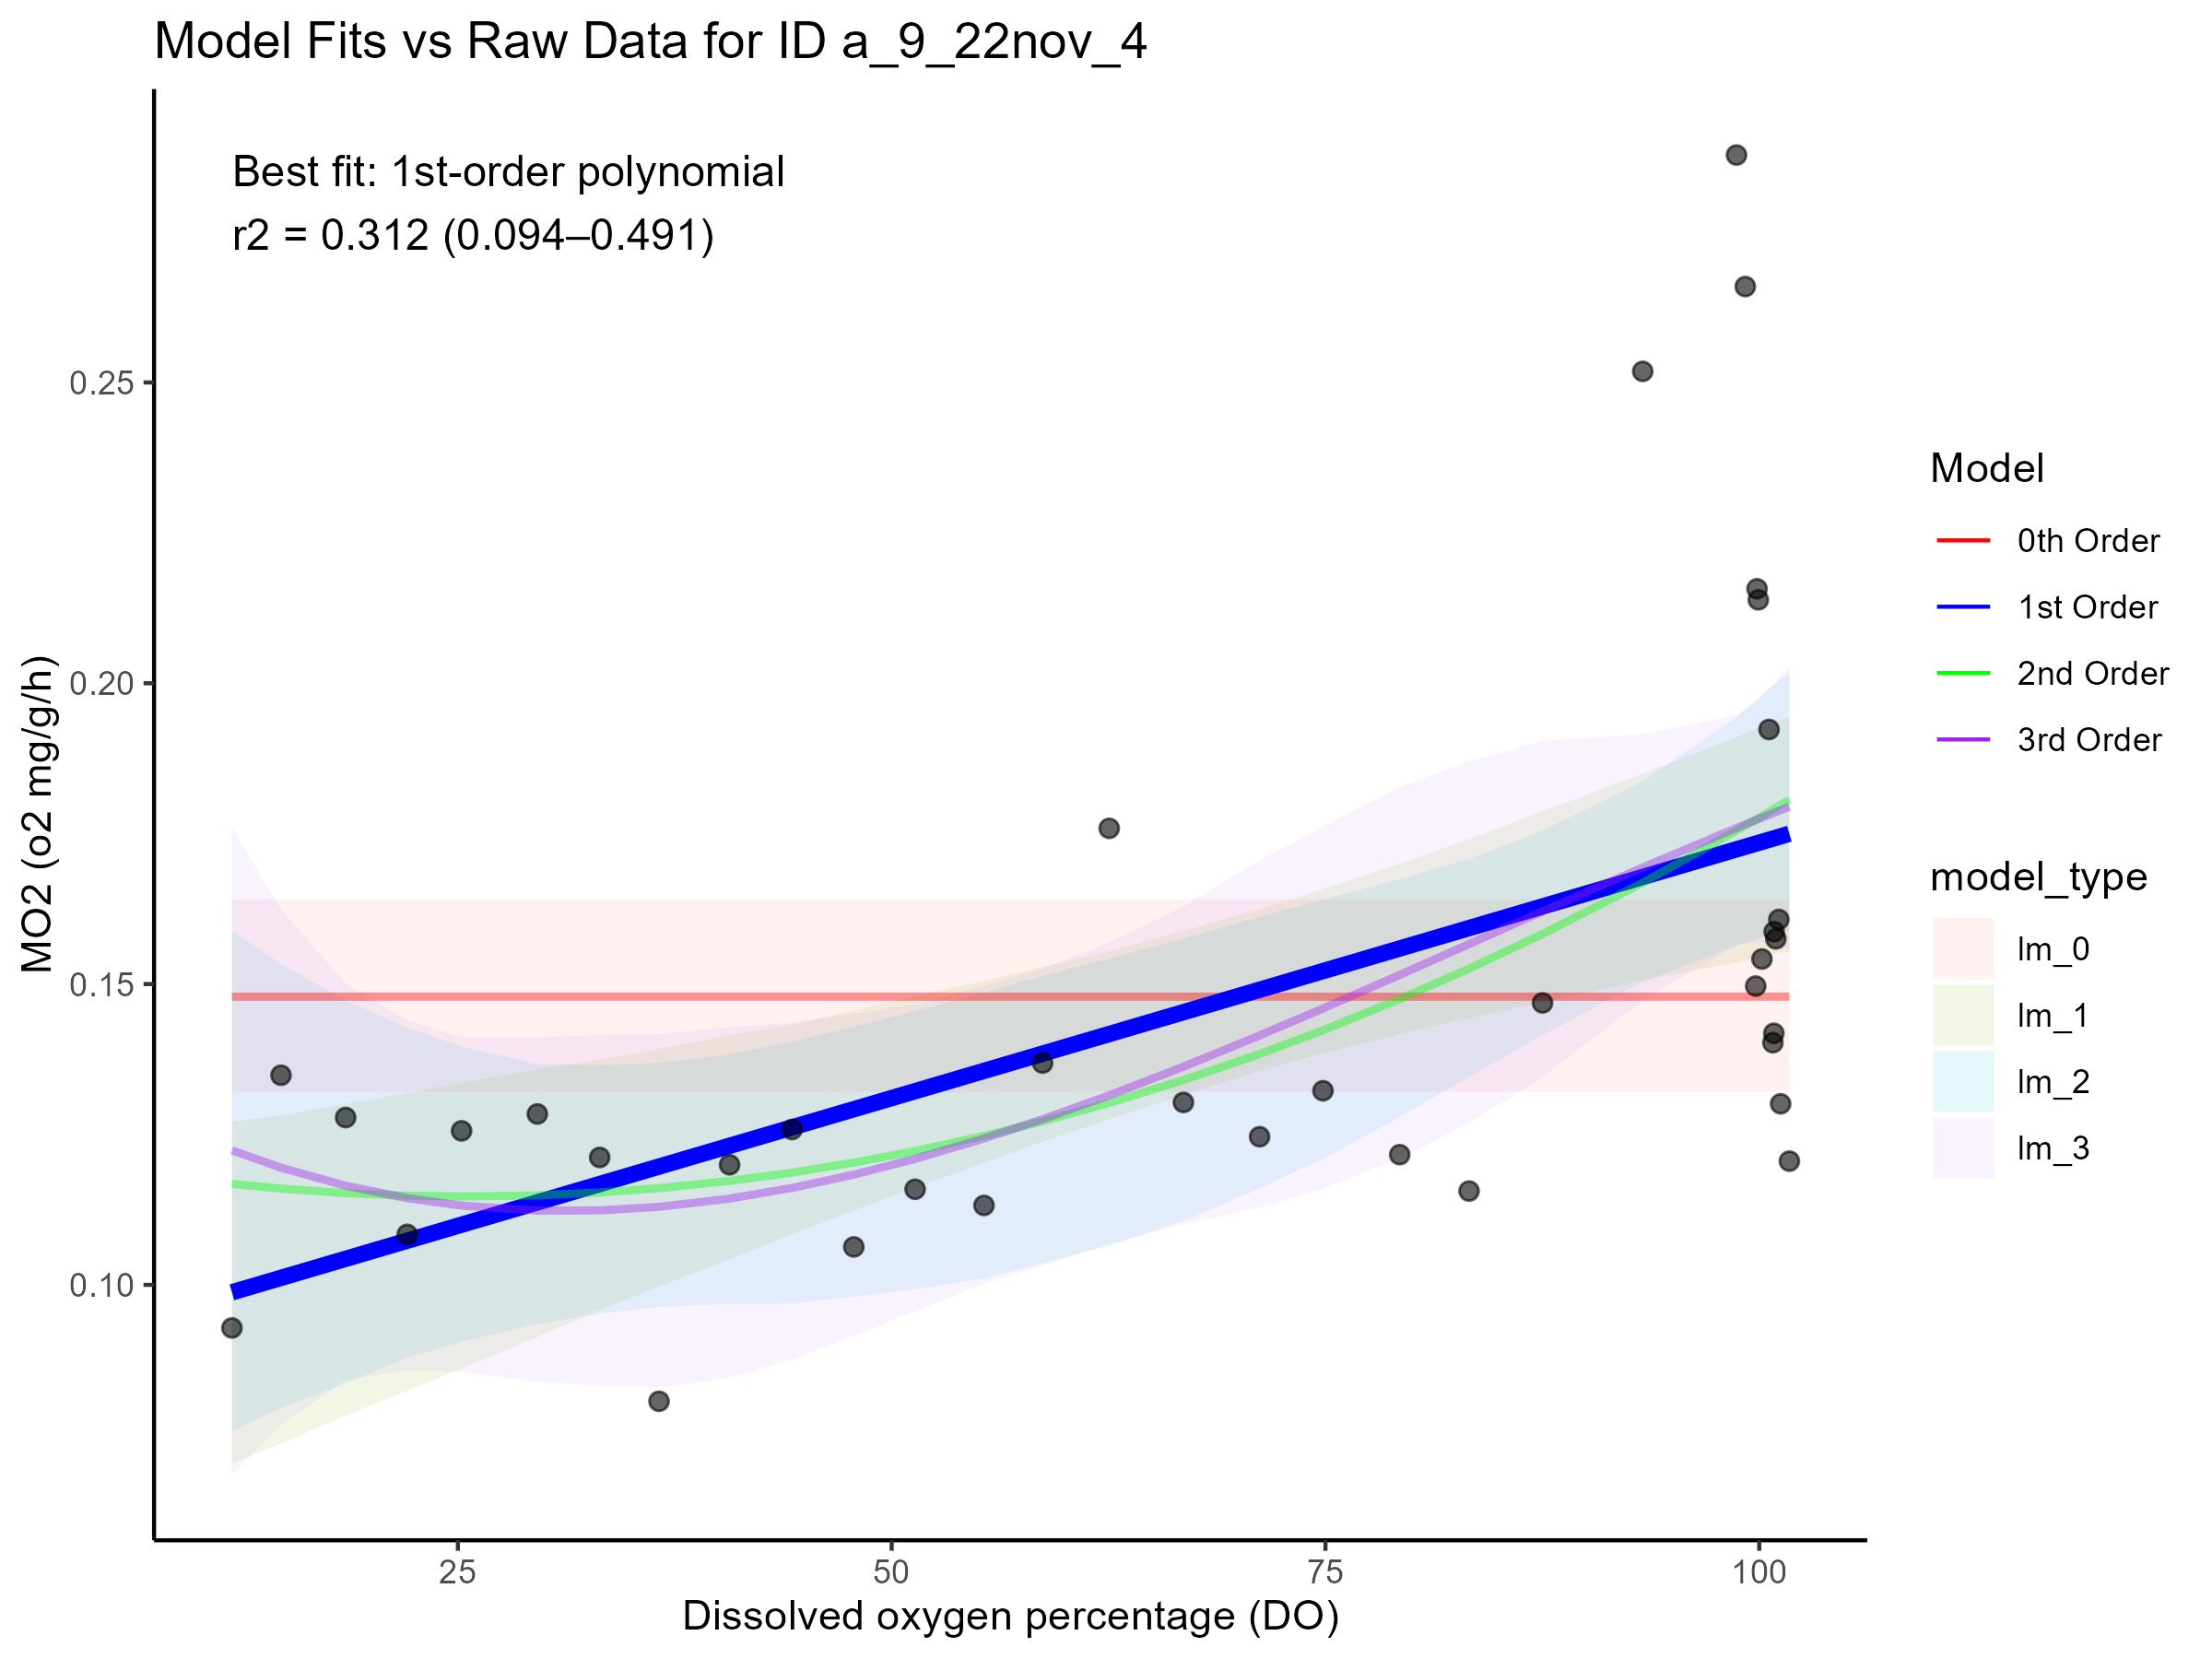 Model Fits vs Raw Data for ID a_9_22nov_4
Best fit: 1st-order polynomial
r2 = 0.312 (0.094–0.491)
MO2 (o2 mg/g/h)
0.25
0.20
0.15
0.10
25
50
75
100
Dissolved oxygen percentage (DO)
Model
0th Order
1st Order
2nd Order
3rd Order
model_type
lm_0
lm_1
lm_2
lm_3